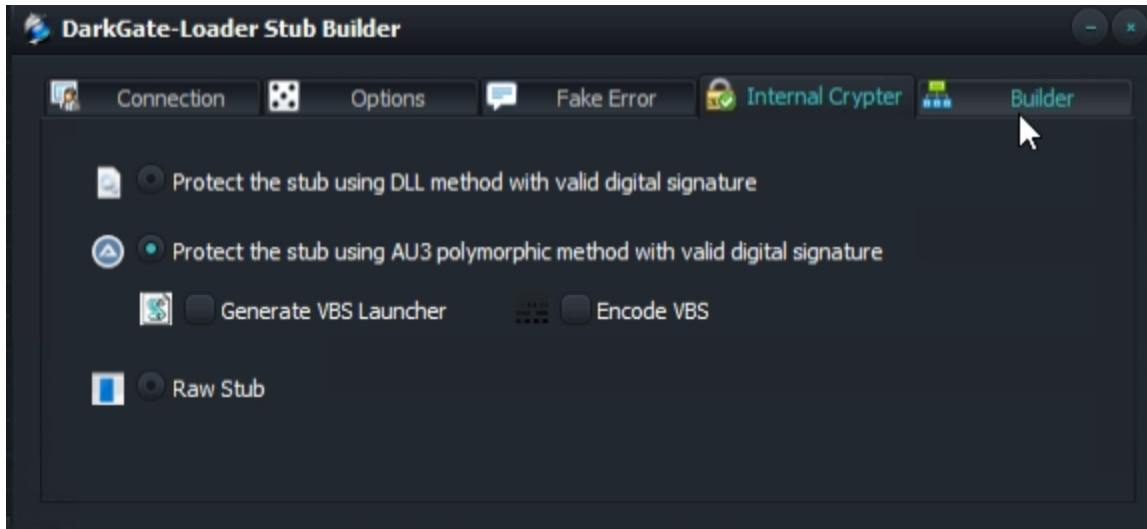 DarkGate-Loader Stub Builder
Connection Options Fake Error Internal Crypter Builder
Protect the stub using DLL method with valid digital signature
Protect the stub using AU3 polymorphic method with valid digital signature
Generate VBS Launcher Encode VBS
Raw Stub